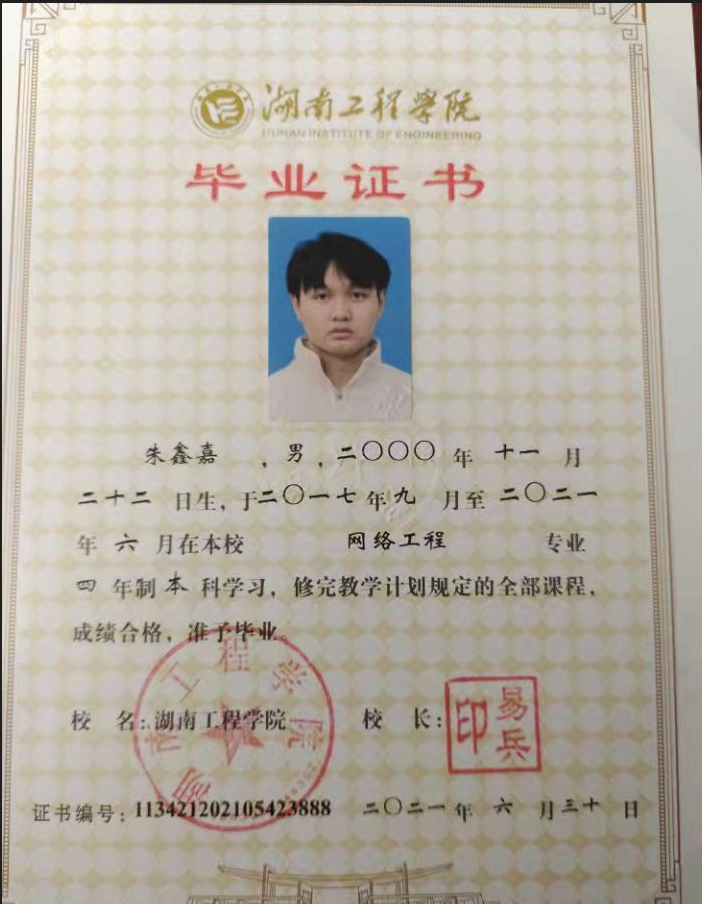 湖南工程学院
HUNAN INSTITUTE OF ENGINEERING
毕业证书
朱鑫嘉 ，男，二〇〇〇年 十一 月
二十二 日生，于二〇一七年九 月至 二〇二一
年 六 月在本校 网络工程 专业
四 年制 本 科学习，修完教学计划规定的全部课程，
成绩合格，准予毕业。
湖南工程学院
校 名：湖南工程学院 校 长：
易兵印
证书编号：113421202105423888 二〇二一年 六 月三十 日